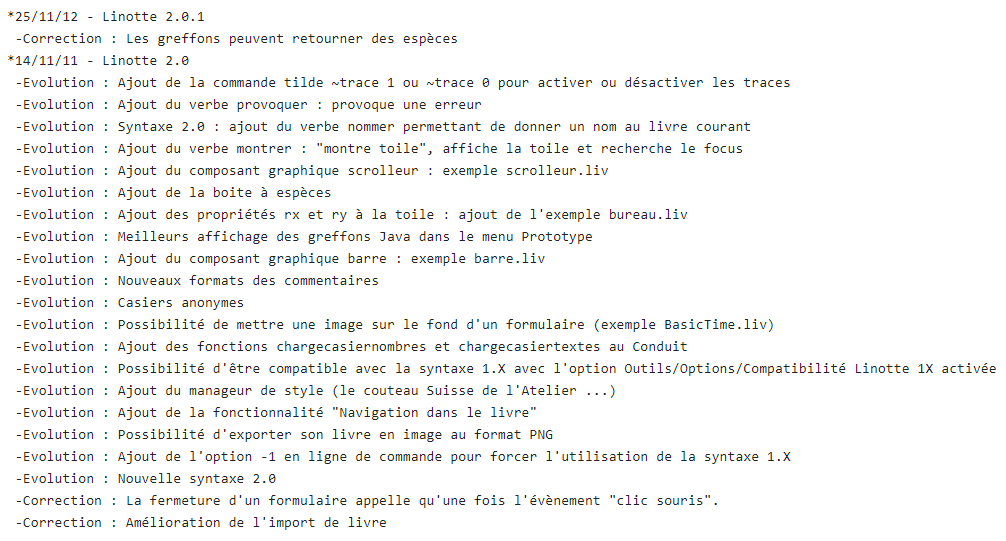 *25/11/12 - Linotte 2.0.1
-Correction : Les greffons peuvent retourner des espèces
*14/11/11 - Linotte 2.0
-Evolution : Ajout de la commande tilde ~trace 1 ou ~trace 0 pour activer ou désactiver les traces
-Evolution : Ajout du verbe provoquer : provoque une erreur
-Evolution : Syntaxe 2.0 : ajout du verbe nommer permettant de donner un nom au livre courant
-Evolution : Ajout du verbe montrer : "montre toile", affiche la toile et recherche le focus
-Evolution : Ajout du composant graphique scrolleur : exemple scrolleur.liv
-Evolution : Ajout de la boite à espèces
-Evolution : Ajout des propriétés rx et ry à la toile : ajout de l'exemple bureau.liv
-Evolution : Meilleurs affichage des greffons Java dans le menu Prototype
-Evolution : Ajout du composant graphique barre : exemple barre.liv
-Evolution : Nouveaux formats des commentaires
-Evolution : Casiers anonymes
-Evolution : Possibilité de mettre une image sur le fond d'un formulaire (exemple BasicTime.liv)
-Evolution : Ajout des fonctions chargecasiernombres et chargecasiertextes au Conduit
-Evolution : Possibilité d'être compatible avec la syntaxe 1.X avec l'option Outils/Options/Compatibilité Linotte 1X activée
-Evolution : Ajout du manageur de style (le couteau Suisse de l'Atelier ...)
-Evolution : Ajout de la fonctionnalité "Navigation dans le livre"
-Evolution : Possibilité d'exporter son livre en image au format PNG
-Evolution : Ajout de l'option -1 en ligne de commande pour forcer l'utilisation de la syntaxe 1.X
-Evolution : Nouvelle syntaxe 2.0
-Correction : La fermeture d'un formulaire appelle qu'une fois l'évènement "clic souris".
-Correction : Amélioration de l'import de livre